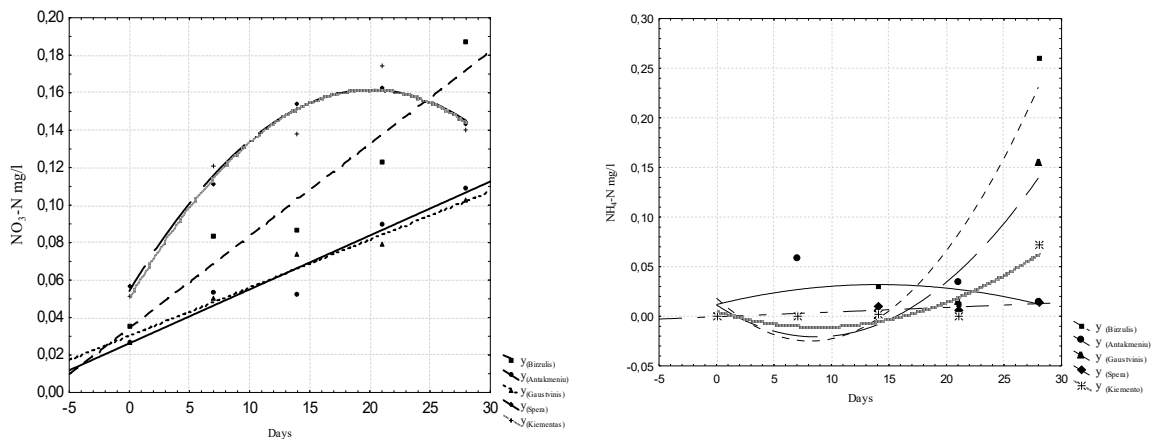 0,20
0,18
0,16
0,14
0,12
0,10
0,08
0,06
0,04
0,02
0,00
NO3-N mg/l
-5 0 5 10 15 20 25 30
Days
y(Birzulis)
y(Antakmeniu)
y(Gaustvinis)
y(Spera)
y(Kiementas)
0,30
0,25
0,20
0,15
0,10
0,05
0,00
-0,05
NH4-N mg/l
-5 0 5 10 15 20 25 30
Days
y (Birzulis)
y (Antakmeniu)
y (Gaustvinis)
y (Spera)
y (Kiemento)